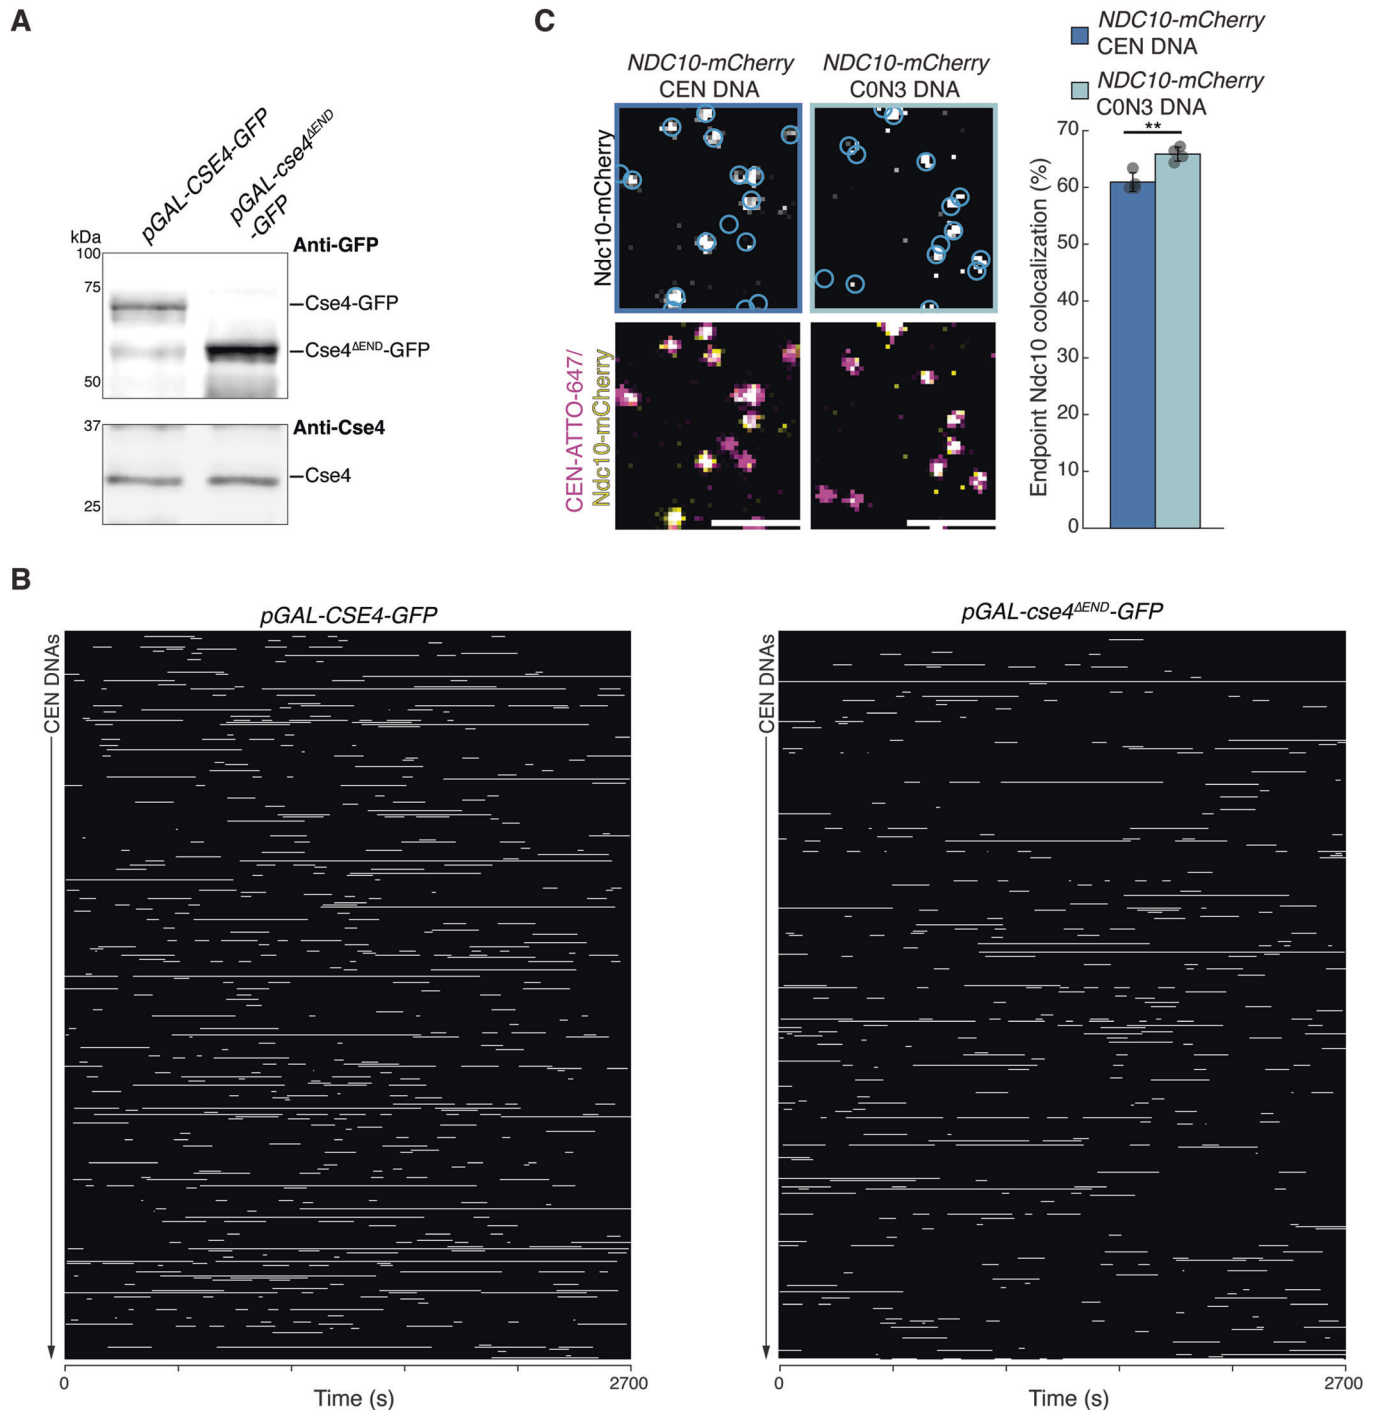 A
pGAL-CSE4-GFP
pGAL-cse4ΔEND
-GFP
kDa
100
75
50
Anti-GFP
Cse4-GFP
Cse4ΔEND-GFP
37
25
Anti-Cse4
Cse4
C
NDC10-mCherry
CEN DNA
NDC10-mCherry
C0N3 DNA
Ndc10-mCherry
CEN-ATTO-647/
Ndc10-mCherry
NDC10-mCherry
CEN DNA
NDC10-mCherry
C0N3 DNA
**
Endpoint Ndc10 colocalization (%)
70
60
50
40
30
20
10
0
B
pGAL-CSE4-GFP
CEN DNAs
0
2700
Time (s)
pGAL-cse4ΔEND-GFP
CEN DNAs
0
2700
Time (s)